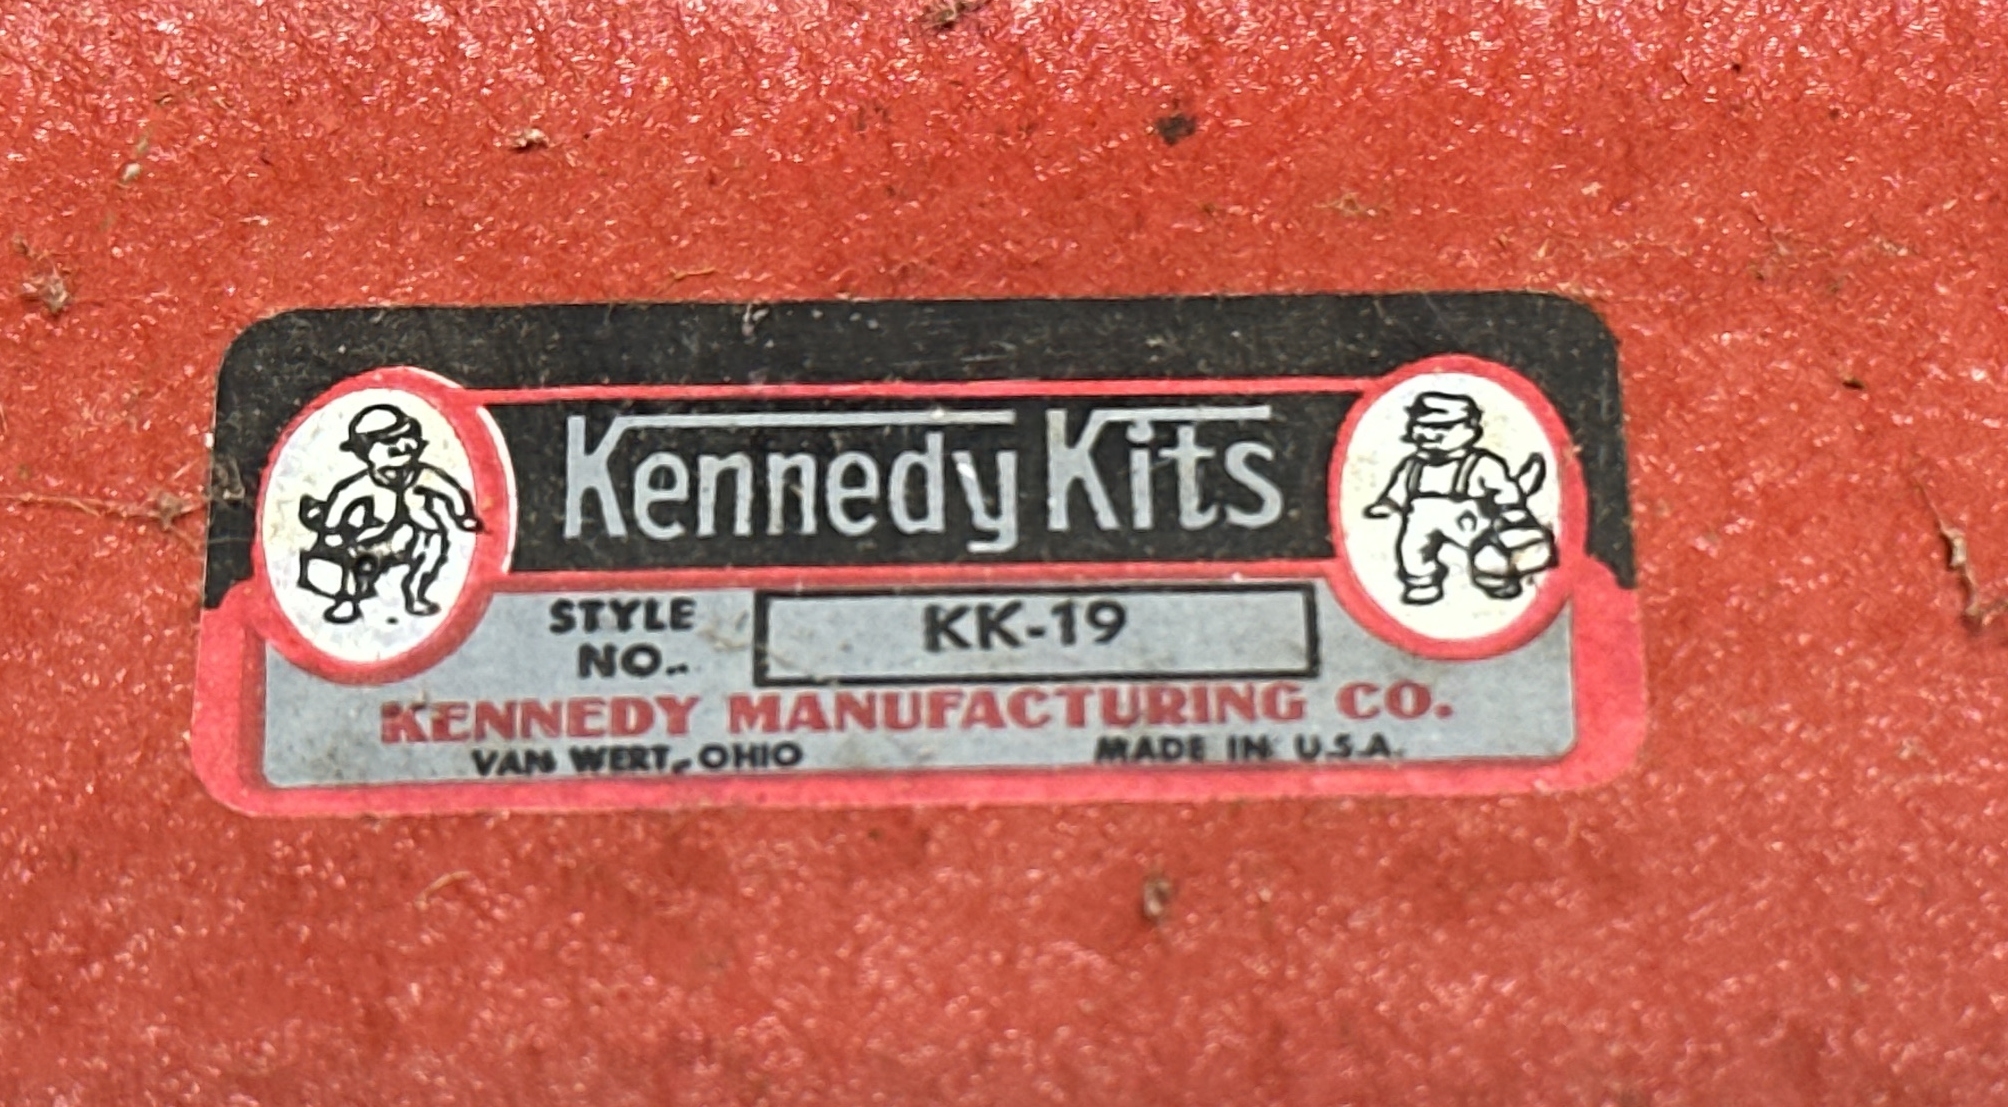 Kennedy Kits
STYLE NO..
KK-19
KENNEDY MANUFACTURING CO.
VAN WERT, OHIO MADE IN U.S.A.